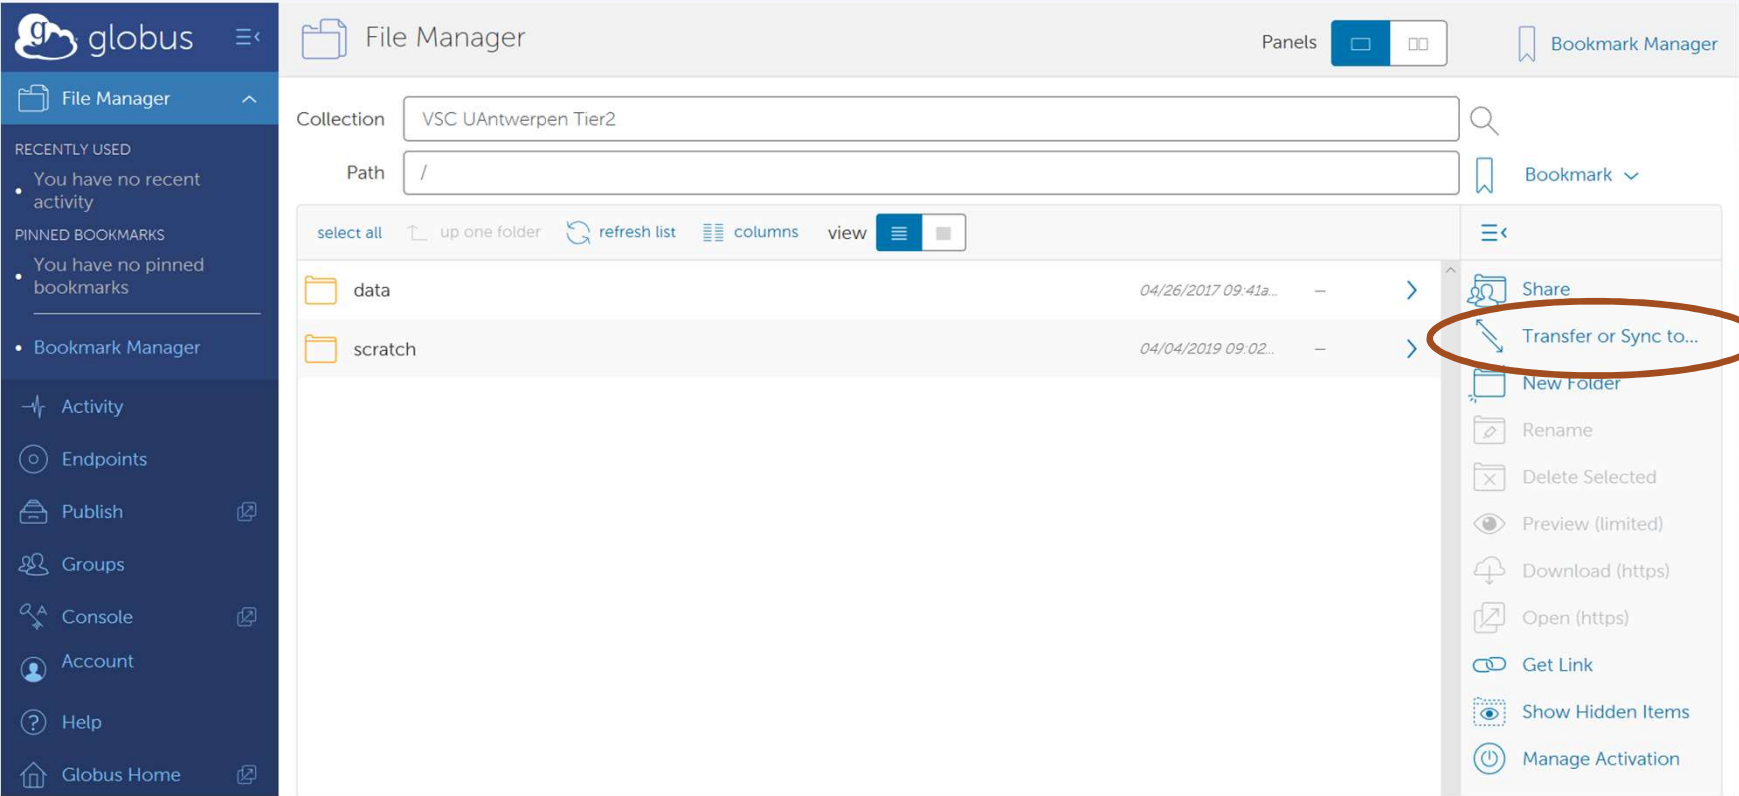 globus
File Manager
Panels
Bookmark Manager
File Manager
Collection
VSC UAntwerpen Tier2
RECENTLY USED
You have no recent
activity
Path
/
Bookmark
PINNED BOOKMARKS
You have no pinned
bookmarks
select all
up one folder
refresh list
columns
view
data
04/26/2017 09:41a...
—
Share
Bookmark Manager
scratch
04/04/2019 09:02...
—
Transfer or Sync to...
New Folder
Activity
Rename
Endpoints
Delete Selected
Publish
Preview (limited)
Groups
Download (https)
Console
Open (https)
Account
Get Link
Help
Show Hidden Items
Globus Home
Manage Activation